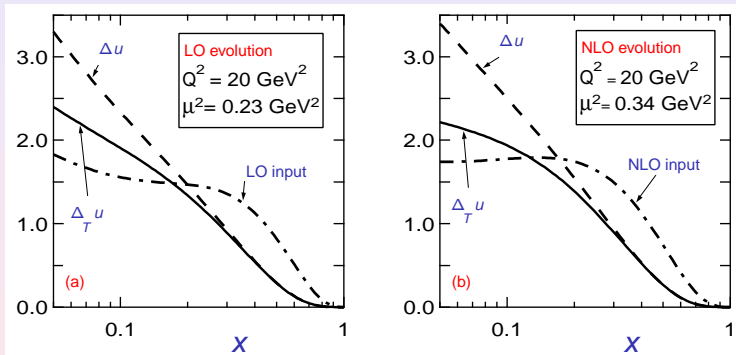 3.0
2.0
1.0
0.0
Δu
LO evolution
Q² = 20 GeV²
μ²= 0.23 GeV²
LO input
Δ_T u
(a)
0.1
1
x
3.0
2.0
1.0
0.0
Δu
NLO evolution
Q² = 20 GeV²
μ²= 0.34 GeV²
NLO input
Δ_T u
(b)
0.1
1
x